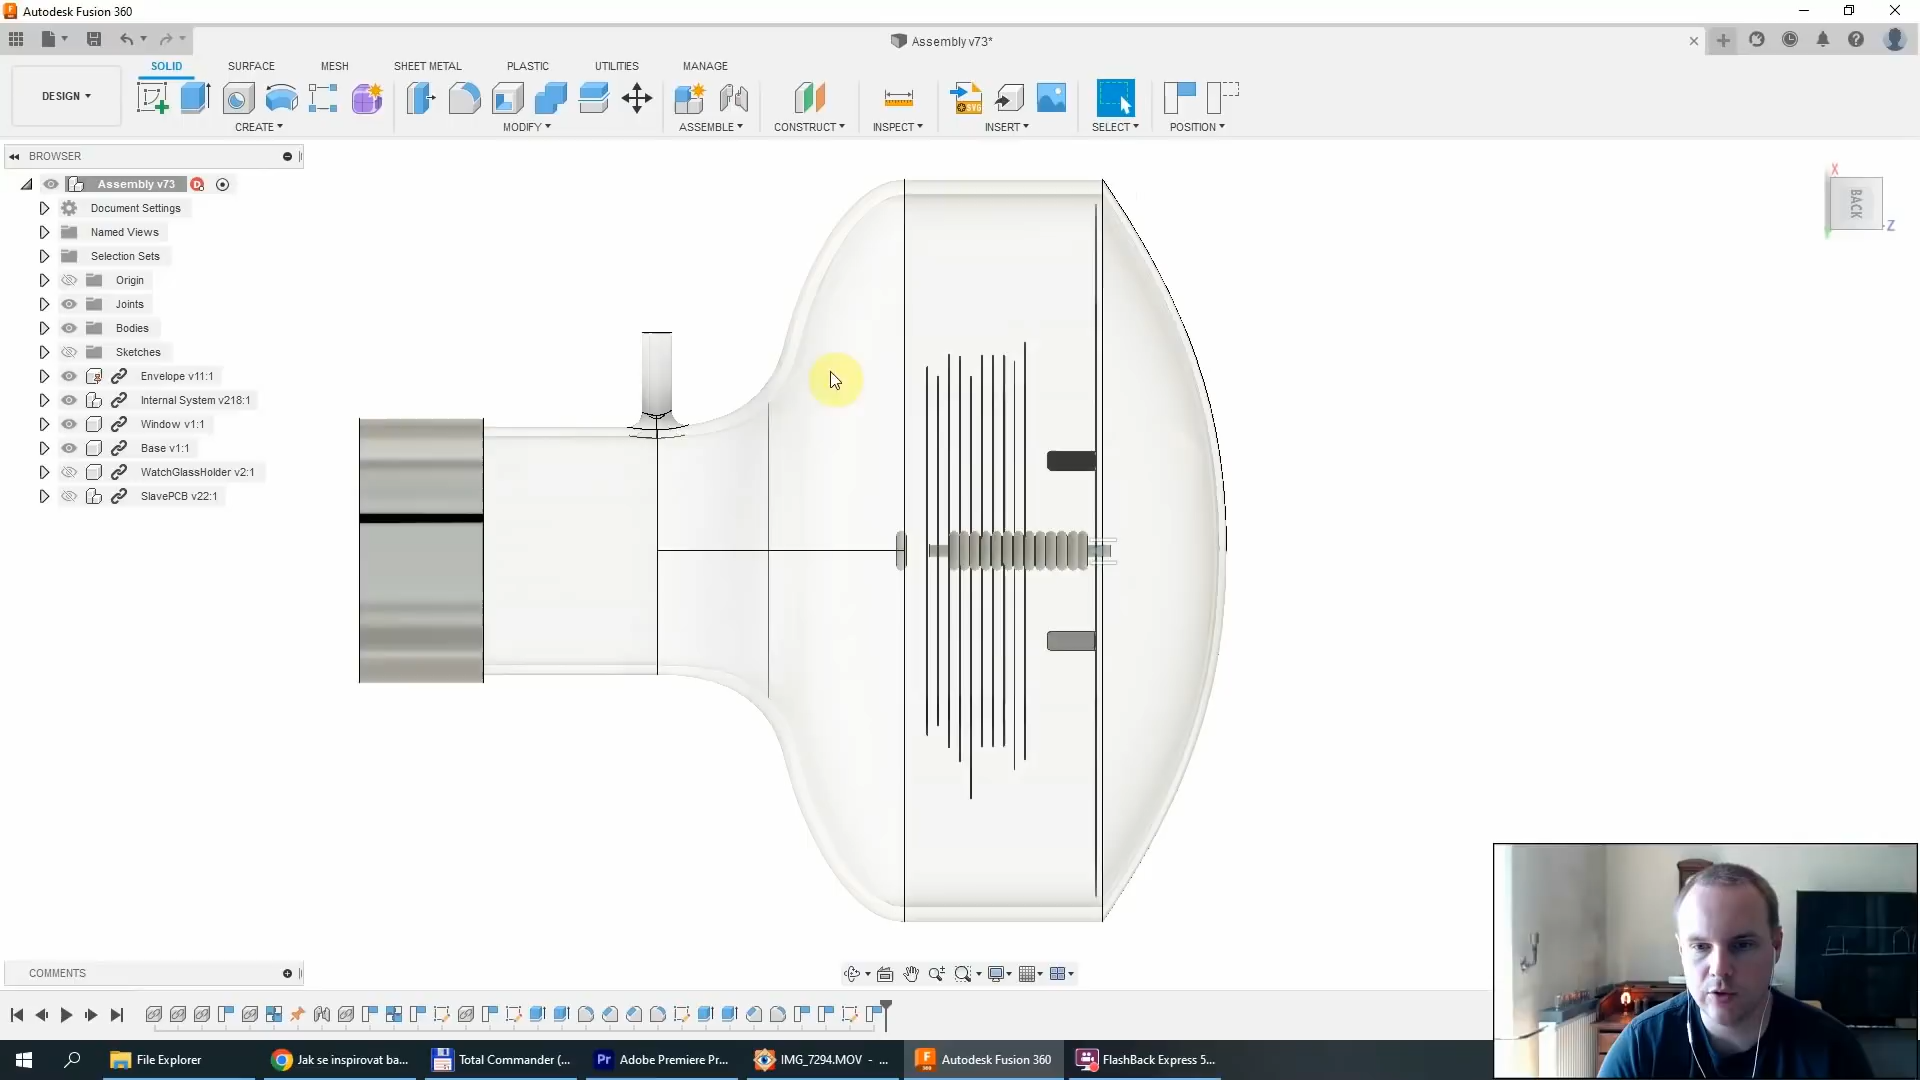 Autodesk Fusion 360
Assembly v73*
DESIGN
SOLID
SURFACE
MESH
SHEET METAL
PLASTIC
UTILITIES
MANAGE
CREATE
MODIFY
ASSEMBLE
CONSTRUCT
INSPECT
INSERT
SELECT
POSITION
SVG
BROWSER
Assembly v73
Document Settings
Named Views
Selection Sets
Origin
Joints
Bodies
Sketches
Envelope v11:1
Internal System v218:1
Window v1:1
Base v1:1
WatchGlassHolder v2:1
SlavePCB v22:1
X
BACK
Z
COMMENTS
File Explorer
Jak se inspirovat ba...
Total Commander (...
Adobe Premiere Pr...
IMG_7294.MOV - ...
Autodesk Fusion 360
FlashBack Express 5...